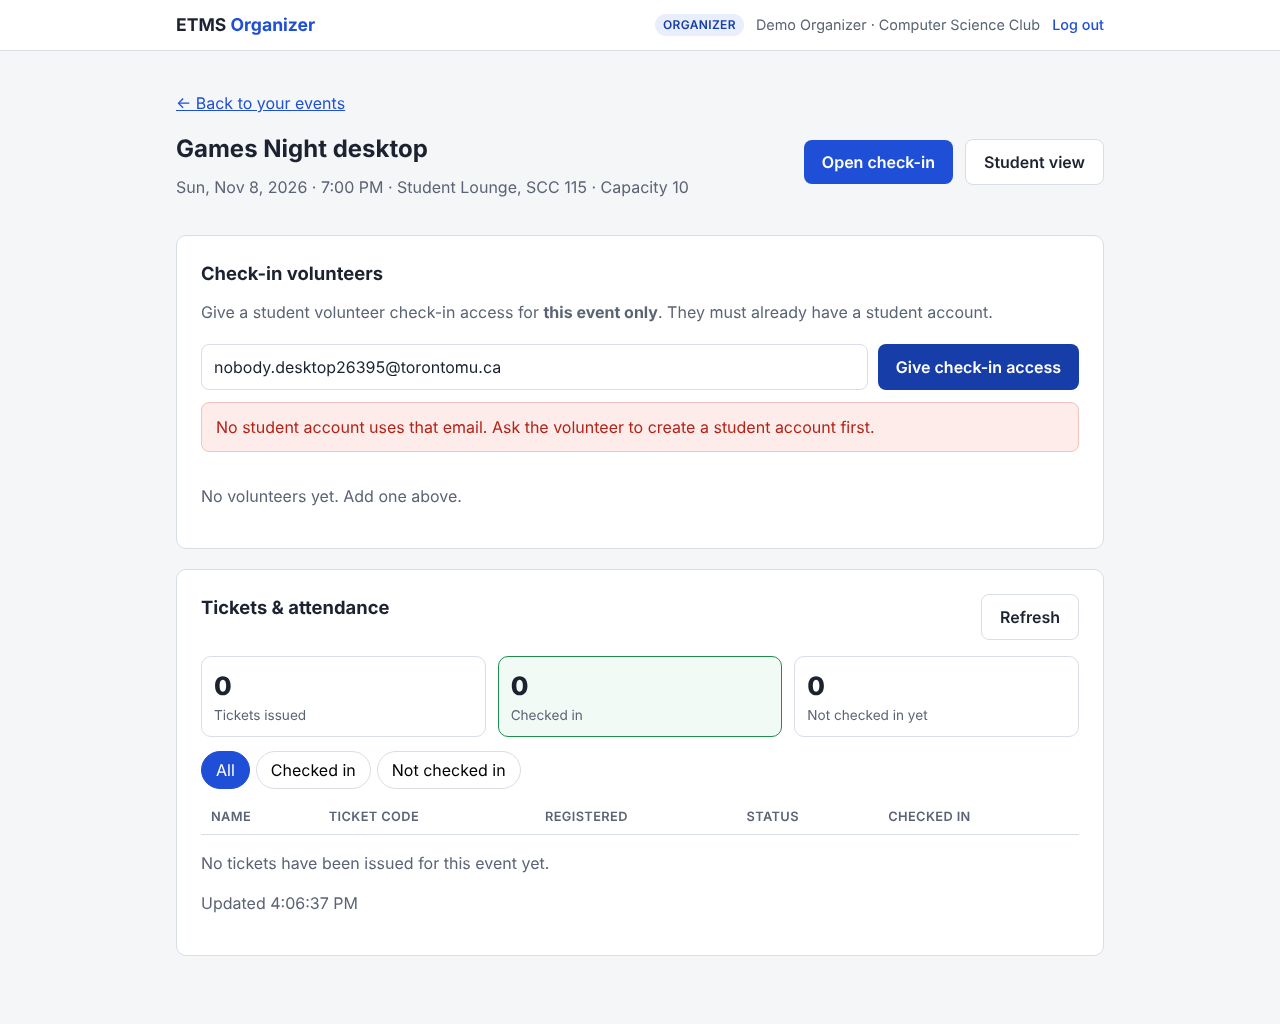 ETMS Organizer
ORGANIZER Demo Organizer · Computer Science Club Log out
← Back to your events
Games Night desktop
Sun, Nov 8, 2026 · 7:00 PM · Student Lounge, SCC 115 · Capacity 10
Open check-in
Student view
Check-in volunteers
Give a student volunteer check-in access for this event only. They must already have a student account.
nobody.desktop26395@torontomu.ca
Give check-in access
No student account uses that email. Ask the volunteer to create a student account first.
No volunteers yet. Add one above.
Tickets & attendance
Refresh
0
Tickets issued
0
Checked in
0
Not checked in yet
All Checked in Not checked in
NAME TICKET CODE REGISTERED STATUS CHECKED IN
No tickets have been issued for this event yet.
Updated 4:06:37 PM